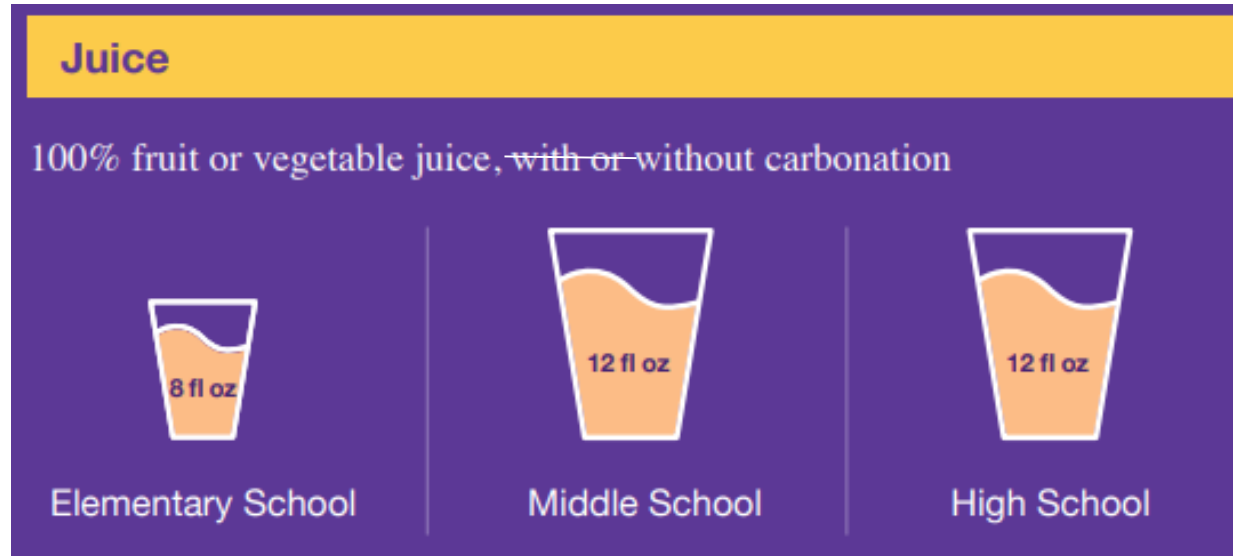 Juice
100% fruit or vegetable juice, with or without carbonation
8 fl oz
12 fl oz
12 fl oz
Elementary School
Middle School
High School